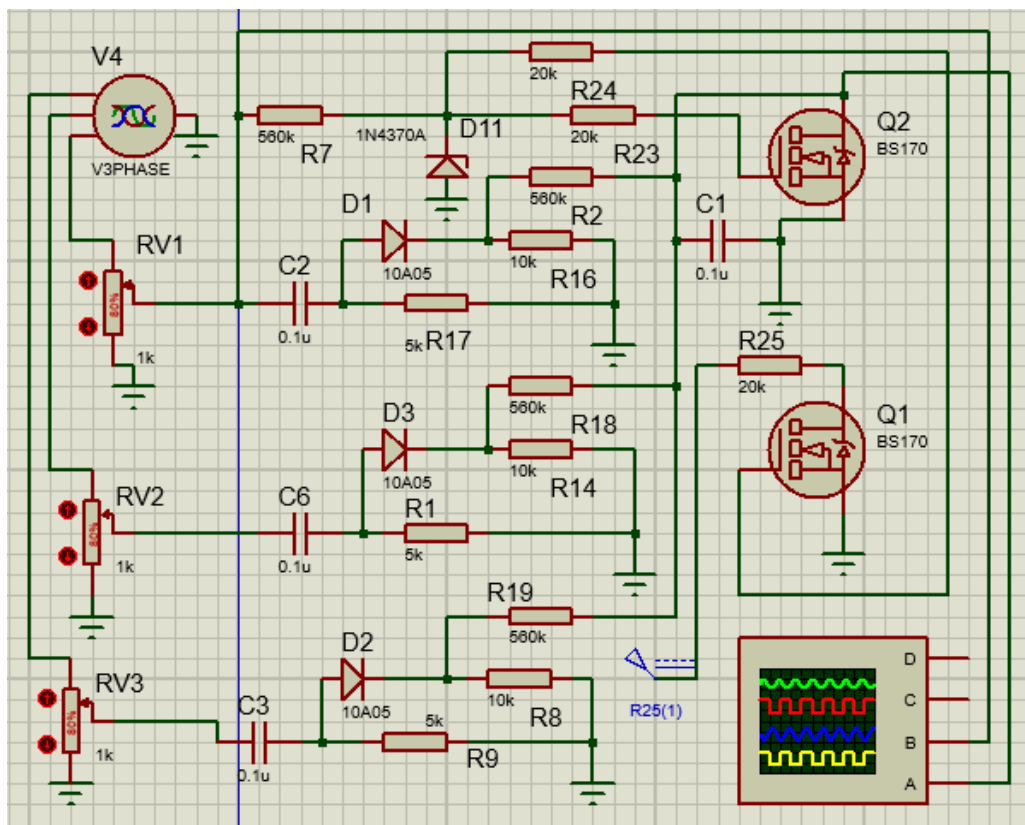 V4
V3PHASE
20k
R24
20k
560k
R7
1N4370A
D11
Q2
BS170
R23
560k
D1
10A05
R2
10k
R16
C1
0.1u
RV1
80%
1k
C2
0.1u
5k
R17
R25
20k
560k
R18
D3
10A05
10k
R14
Q1
BS170
RV2
80%
1k
C6
0.1u
R1
5k
R19
560k
D2
10A05
10k
R8
5k
R9
R25(1)
RV3
80%
1k
C3
0.1u
D
C
B
A